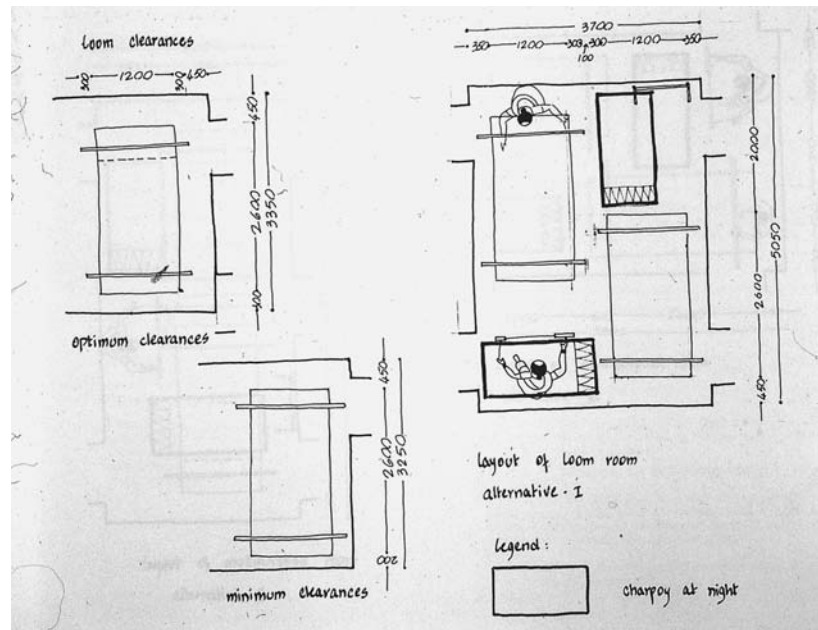 loom clearances
300 1200 300 450
450
2600
3350
300
optimum clearances
450
2600
3250
200
minimum clearances
3700
350 1200 303 300 1200 350
100
2000
5050
2600
450
layout of loom room
alternative - I
legend :
charpoy at night